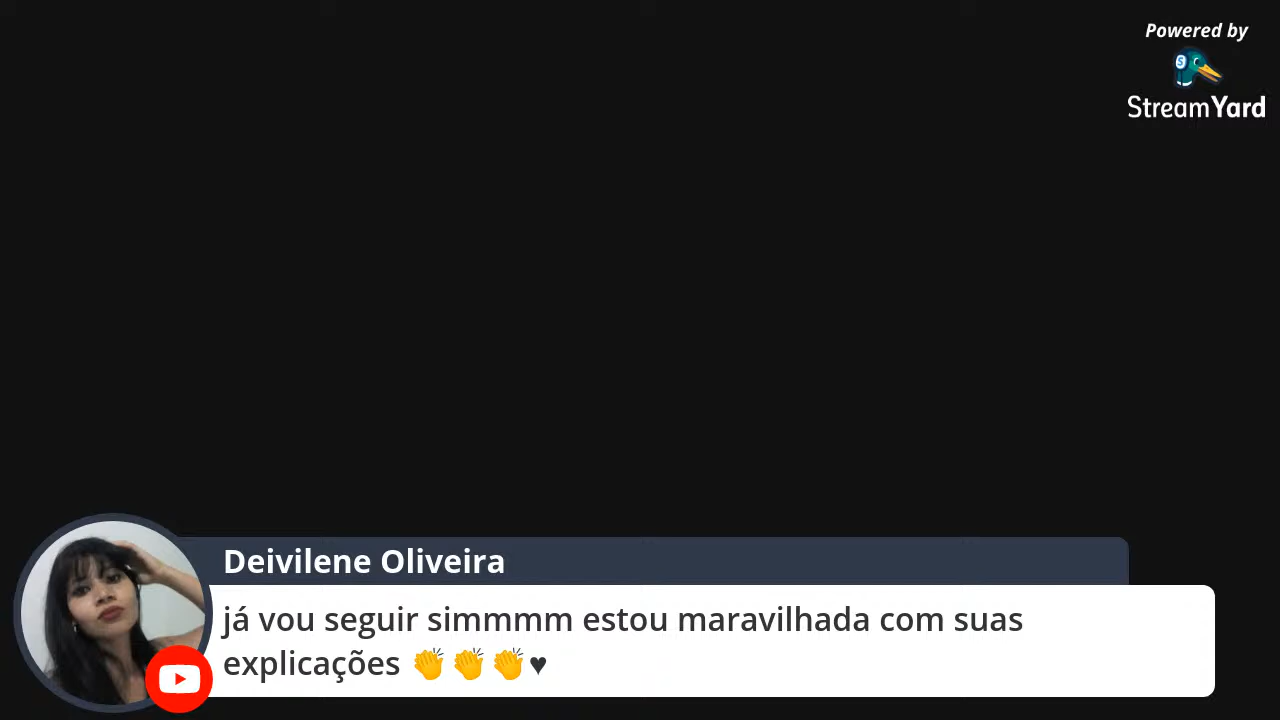 Powered by
StreamYard
Deivilene Oliveira
já vou seguir simmmm estou maravilhada com suas
explicações 👏👏👏♥